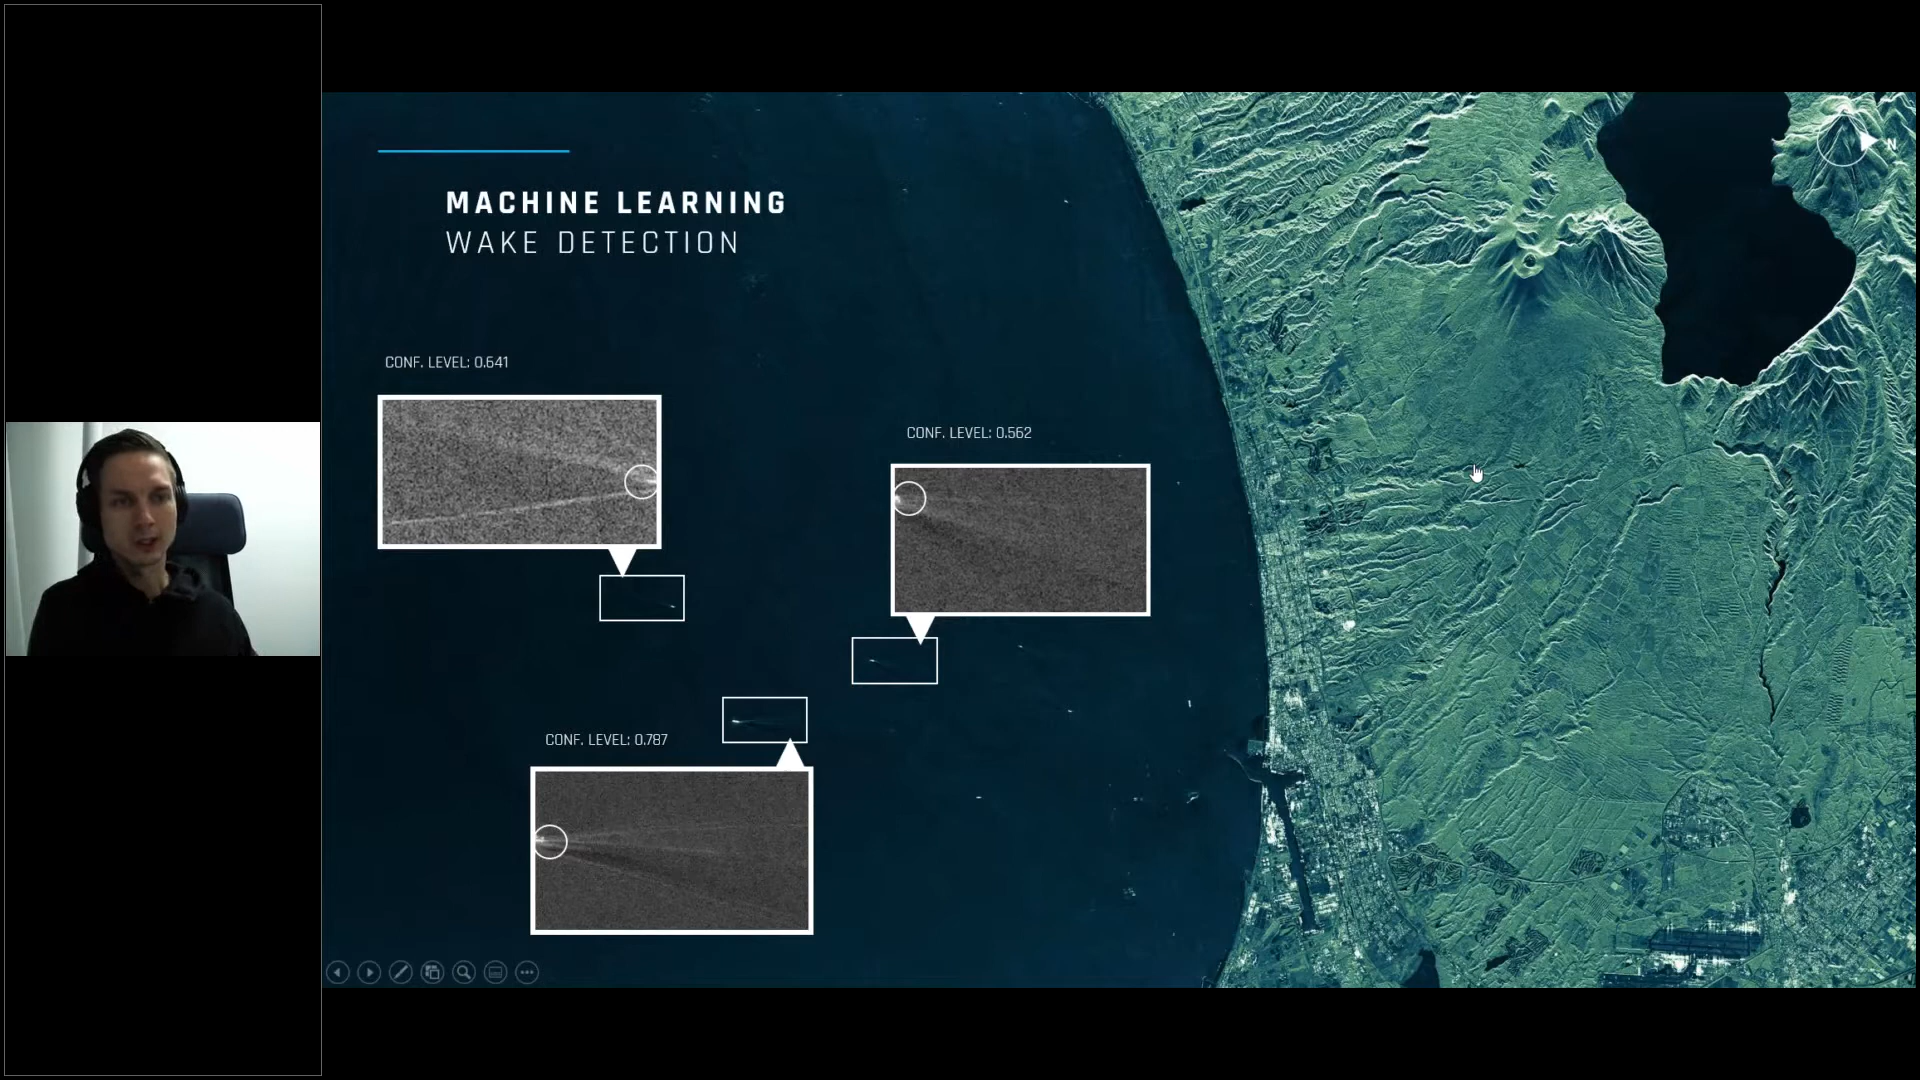 MACHINE LEARNING
WAKE DETECTION
N
CONF. LEVEL: 0.641
CONF. LEVEL: 0.562
CONF. LEVEL: 0.787